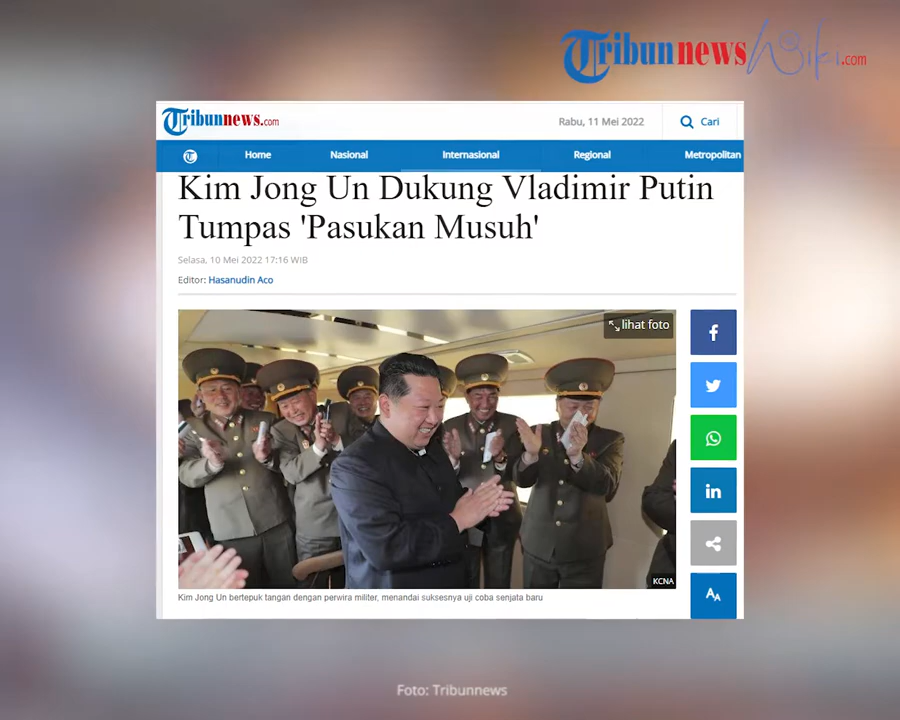 Tribunnews Wiki.com
Tribunnews.com
Rabu, 11 Mei 2022
Cari
Home Nasional Internasional Regional Metropolitan
Kim Jong Un Dukung Vladimir Putin
Tumpas 'Pasukan Musuh'
Selasa, 10 Mei 2022 17:16 WIB
Editor: Hasanudin Aco
lihat foto
KCNA
Kim Jong Un bertepuk tangan dengan perwira militer, menandai suksesnya uji coba senjata baru
Foto: Tribunnews